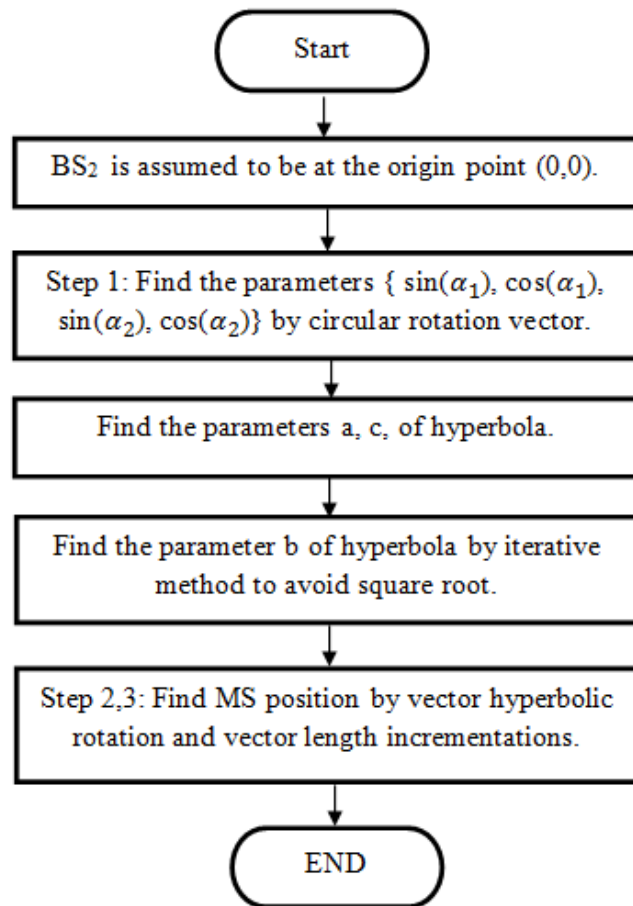 Start
BS₂ is assumed to be at the origin point (0,0).
Step 1: Find the parameters { sin(α₁), cos(α₁),
sin(α₂), cos(α₂)} by circular rotation vector.
Find the parameters a, c, of hyperbola.
Find the parameter b of hyperbola by iterative
method to avoid square root.
Step 2,3: Find MS position by vector hyperbolic
rotation and vector length incrementations.
END